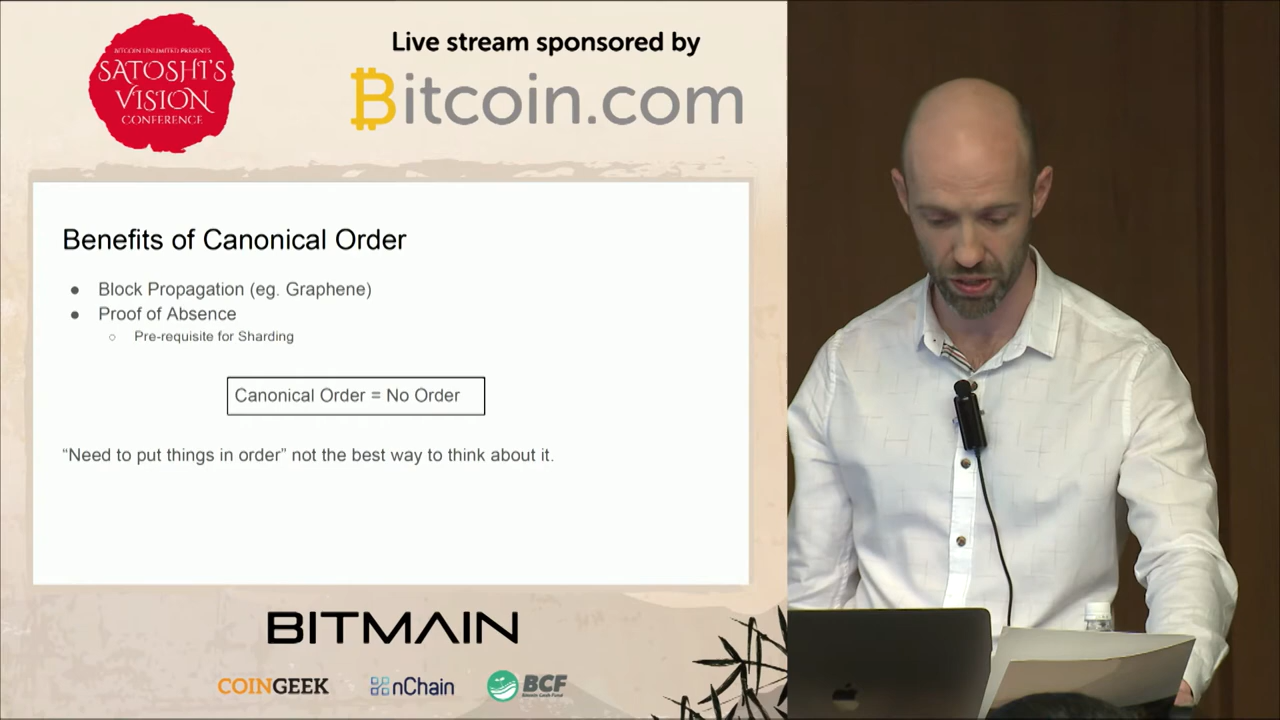 BITCOIN UNLIMITED PRESENTS
SATOSHI'S
VISION
CONFERENCE
Live stream sponsored by
Bitcoin.com
Benefits of Canonical Order
● Block Propagation (eg. Graphene)
● Proof of Absence
○ Pre-requisite for Sharding
Canonical Order = No Order
“Need to put things in order” not the best way to think about it.
BITMAIN
COINGEEK
nChain
BCF